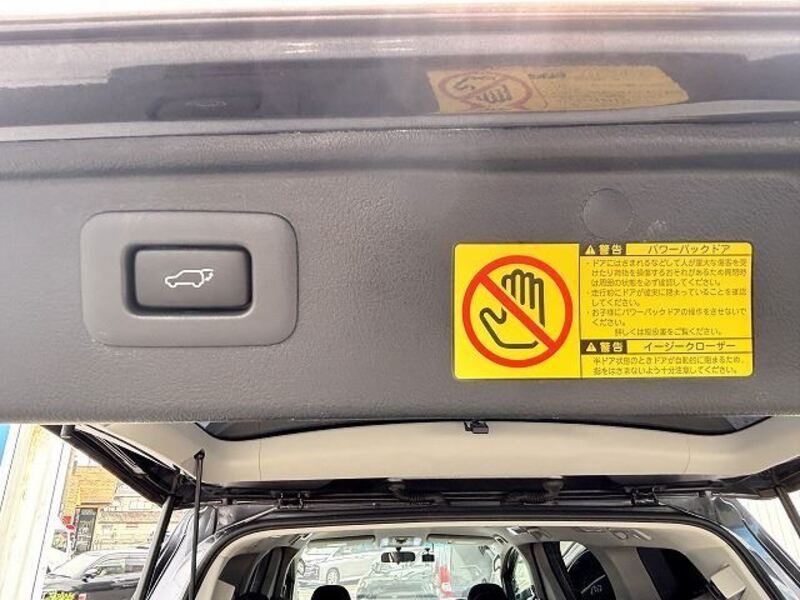 警告 パワーバックドア
・ドアにはさまれるなどして人が重大な傷害を受
けたり荷物を損傷するおそれがあるため開閉時
は周囲の状態を必ず確認してください。
・走行前にドアが確実に閉まっていることを確認
してください。
・お子様にパワーバックドアの操作をさせないで
ください。
詳しくは取扱書をご覧ください。
警告 イージークローザー
半ドア状態のときドアが自動的に閉まるため、
指をはさまないよう十分注意してください。